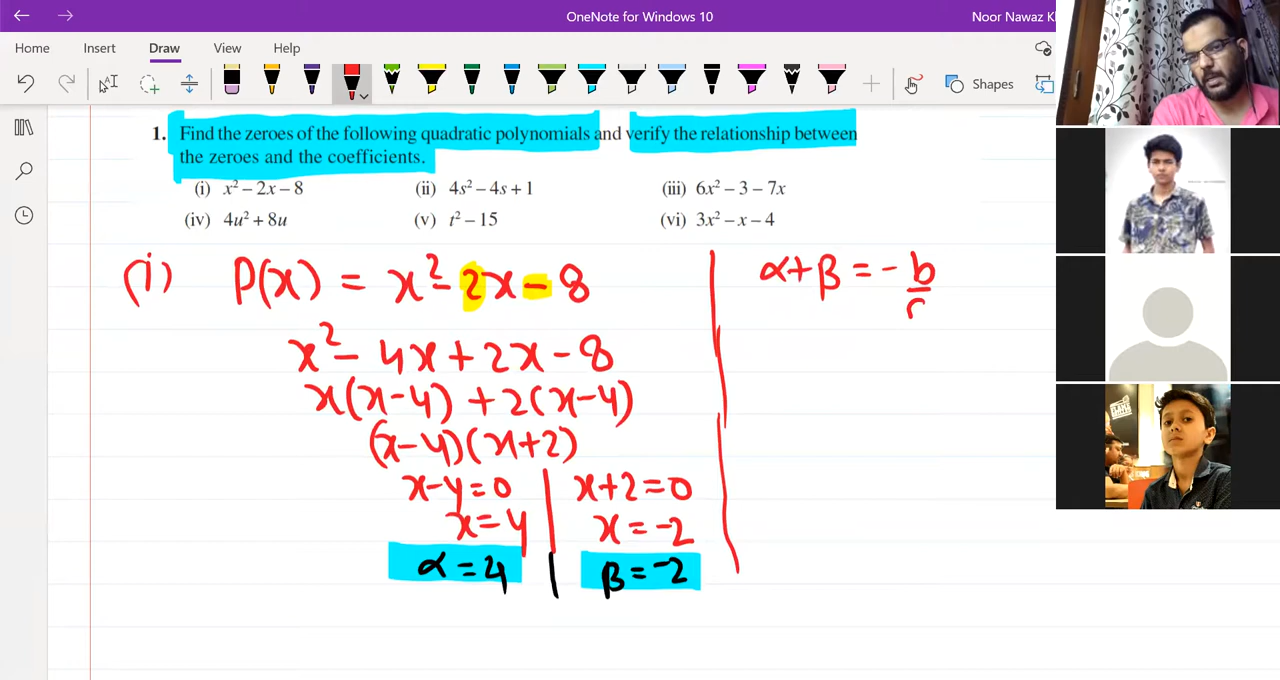 OneNote for Windows 10
Noor Nawaz Kh
Home Insert Draw View Help
Shapes
1. Find the zeroes of the following quadratic polynomials and verify the relationship between
the zeroes and the coefficients.
(i) x² – 2x – 8 (ii) 4s² – 4s + 1 (iii) 6x² – 3 – 7x
(iv) 4u² + 8u (v) t² – 15 (vi) 3x² – x – 4
(i) P(x) = x² - 2x - 8
x² - 4x + 2x - 8
x(x-4) + 2(x-4)
(x-4)(x+2)
x-4=0 x+2=0
x=4 x=-2
α=4 β=-2
α+β = -b